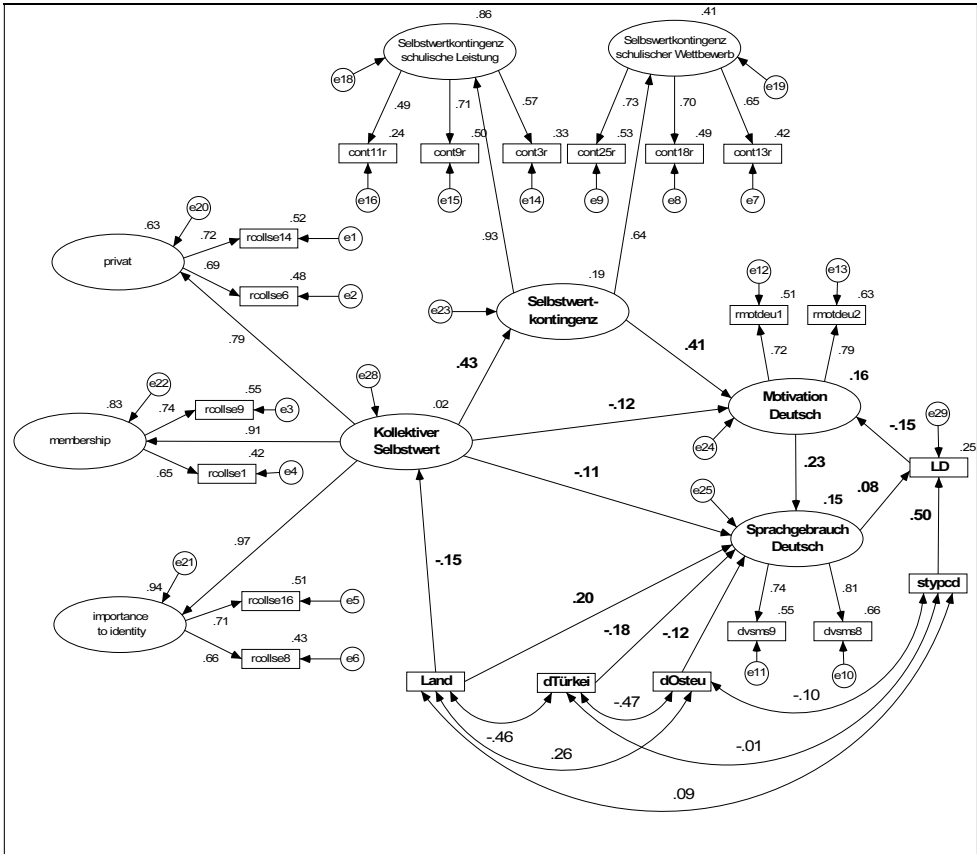 .86
.41
Selbstwertkontingenz
schulische Leistung
Selbswertkontingenz
schulischer Wettbewerb
e18
e19
.49
.71
.57
.73
.70
.65
.24
.50
.33
.53
.49
.42
cont11r
cont9r
cont3r
cont25r
cont18r
cont13r
e16
e15
e14
e9
e8
e7
e20
.63
.52
.72
rcollse14
e1
privat
.69
.48
rcollse6
e2
.93
.64
.19
e12
e13
.51
.63
e23
Selbstwert-
kontingenz
rmotdeu1
rmotdeu2
.79
.41
.72
.79
.43
e22
e28
.16
.83
.55
.74
rcollse9
e3
.02
-.12
Motivation
Deutsch
e29
membership
.91
Kollektiver
Selbstwert
e24
-.15
.42
.65
rcollse1
e4
LD
.25
.23
-.11
e25
.15
.08
.50
Sprachgebrauch
Deutsch
.97
e21
-.15
.94
.51
rcollse16
e5
.20
.74
.81
stypcd
importance
to identity
.71
.43
-.18
-.12
.55
.66
.66
rcollse8
e6
dvsms9
dvsms8
Land
dTürkei
dOsteu
e11
e10
-.47
-.10
-.46
.26
-.01
.09